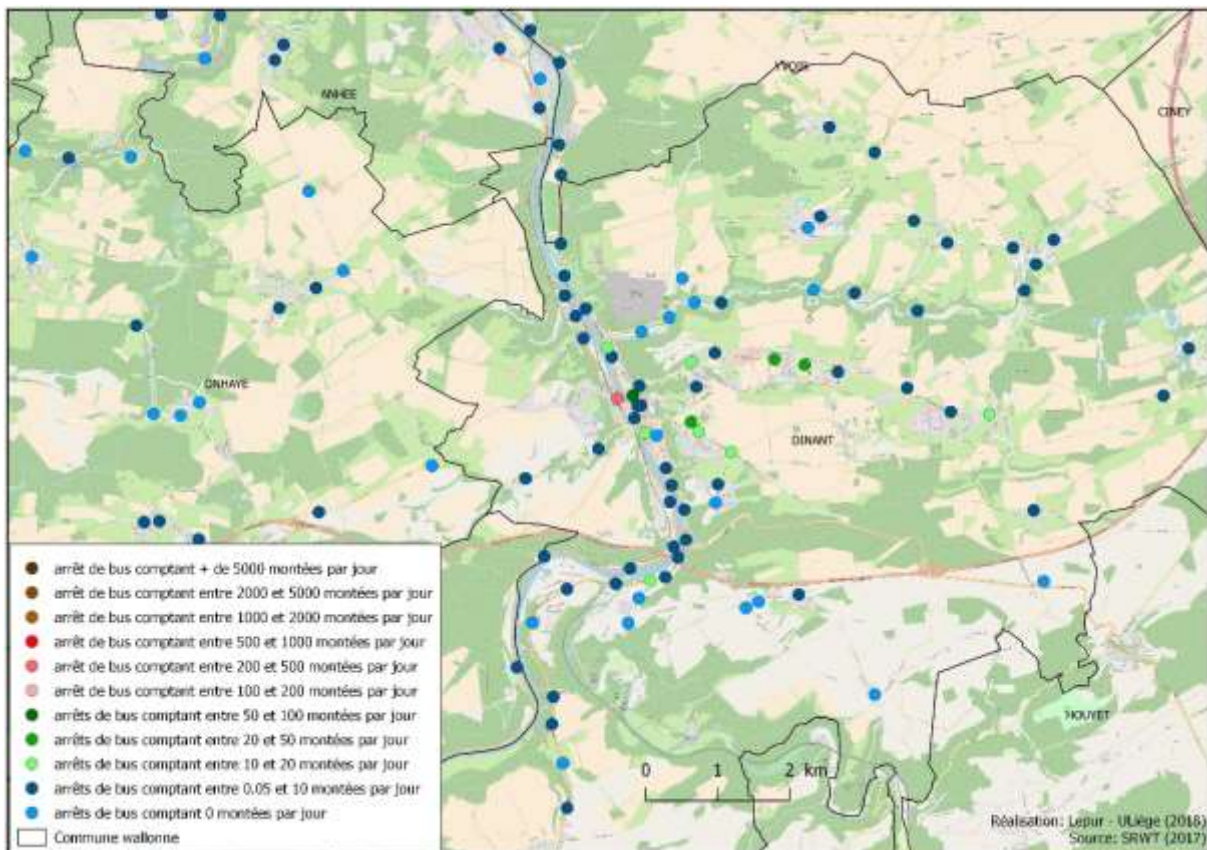 YVOIR
CINEY
ANHEE
ONHAYE
DINANT
HOUYET
arrêt de bus comptant + de 5000 montées par jour
arrêt de bus comptant entre 2000 et 5000 montées par jour
arrêt de bus comptant entre 1000 et 2000 montées par jour
arrêt de bus comptant entre 500 et 1000 montées par jour
arrêt de bus comptant entre 200 et 500 montées par jour
arrêt de bus comptant entre 100 et 200 montées par jour
arrêts de bus comptant entre 50 et 100 montées par jour
arrêts de bus comptant entre 20 et 50 montées par jour
arrêts de bus comptant entre 10 et 20 montées par jour
arrêts de bus comptant entre 0.05 et 10 montées par jour
arrêts de bus comptant 0 montées par jour
Commune wallonne
0 1 2 km
Réalisation: Lepur - ULiège (2018)
Source: SRWT (2017)